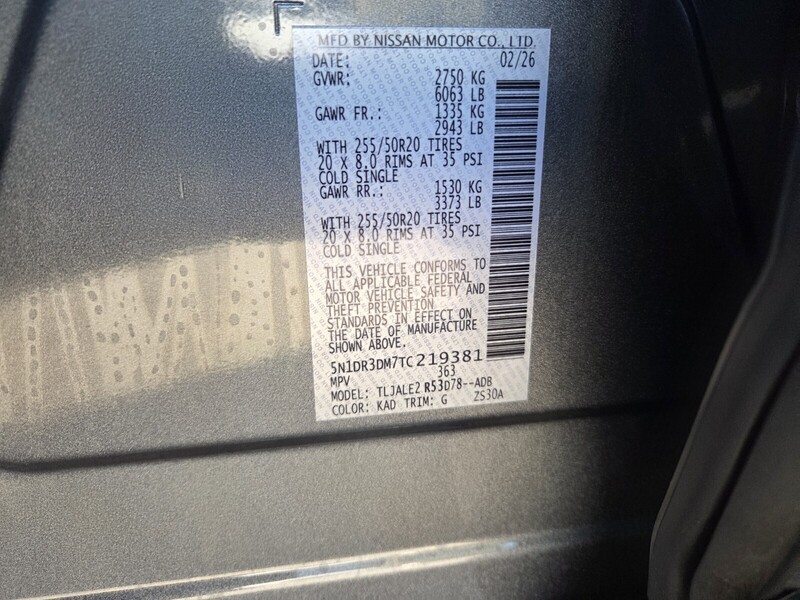 MFD BY NISSAN MOTOR CO., LTD.
DATE: 02/26
GVWR: 2750 KG
6063 LB
GAWR FR.: 1335 KG
2943 LB
WITH 255/50R20 TIRES
20 X 8.0 RIMS AT 35 PSI
COLD SINGLE
GAWR RR.: 1530 KG
3373 LB
WITH 255/50R20 TIRES
20 X 8.0 RIMS AT 35 PSI
COLD SINGLE
THIS VEHICLE CONFORMS TO
ALL APPLICABLE FEDERAL
MOTOR VEHICLE SAFETY AND
THEFT PREVENTION
STANDARDS IN EFFECT ON
THE DATE OF MANUFACTURE
SHOWN ABOVE.
5N1DR3DM7TC219381
MPV 363
MODEL: TLJALE2 R53D78--ADB
COLOR: KAD TRIM: G ZS30A